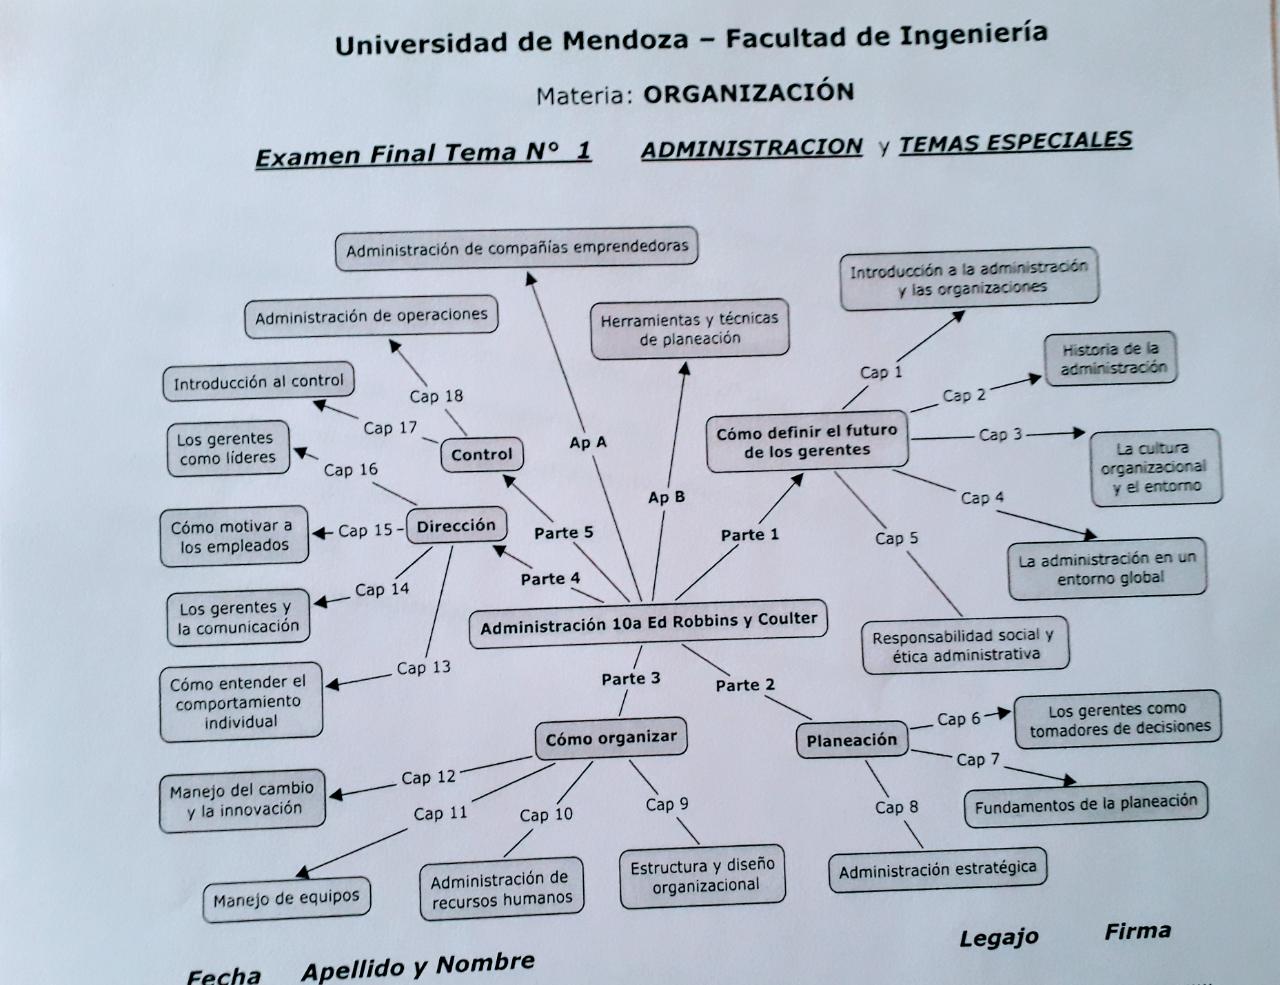 Universidad de Mendoza – Facultad de Ingeniería
Materia: ORGANIZACIÓN
Examen Final Tema N° 1 ADMINISTRACION y TEMAS ESPECIALES
Administración de compañías emprendedoras
Introducción a la administración
y las organizaciones
Administración de operaciones
Herramientas y técnicas
de planeación
Historia de la
administración
Introducción al control
Cap 1
Cap 2
Cap 18
Cap 17
Los gerentes
como líderes
Control
Ap A
Cómo definir el futuro
de los gerentes
Cap 3
La cultura
organizacional
y el entorno
Cap 16
Ap B
Cap 4
Cómo motivar a
los empleados
Cap 15
Dirección
Parte 5
Parte 1
Cap 5
La administración en un
entorno global
Parte 4
Cap 14
Los gerentes y
la comunicación
Administración 10a Ed Robbins y Coulter
Responsabilidad social y
ética administrativa
Cap 13
Cómo entender el
comportamiento
individual
Parte 3
Parte 2
Cómo organizar
Planeación
Cap 6
Los gerentes como
tomadores de decisiones
Cap 7
Manejo del cambio
y la innovación
Cap 12
Cap 11
Cap 10
Cap 9
Cap 8
Fundamentos de la planeación
Manejo de equipos
Administración de
recursos humanos
Estructura y diseño
organizacional
Administración estratégica
Fecha Apellido y Nombre Legajo Firma